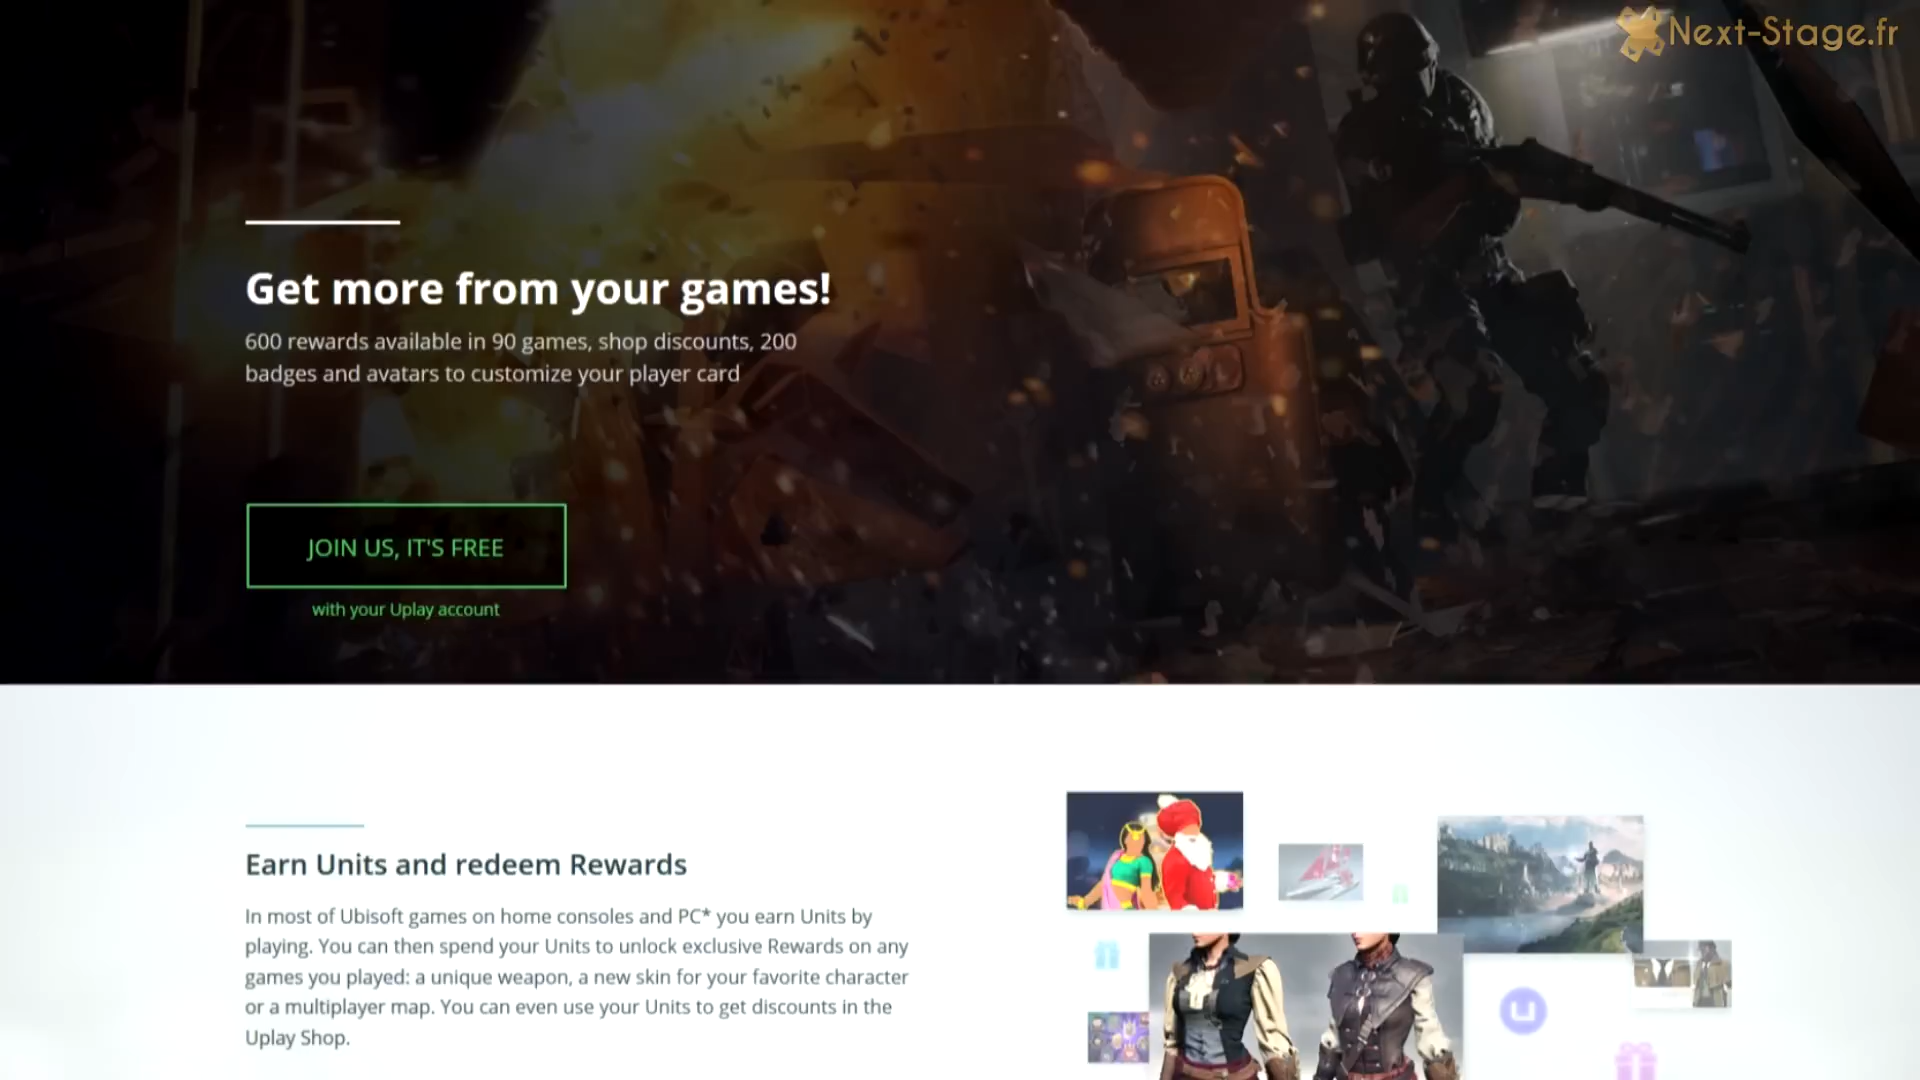 Next-Stage.fr
Get more from your games!
600 rewards available in 90 games, shop discounts, 200
badges and avatars to customize your player card
JOIN US, IT'S FREE
with your Uplay account
Earn Units and redeem Rewards
In most of Ubisoft games on home consoles and PC* you earn Units by
playing. You can then spend your Units to unlock exclusive Rewards on any
games you played: a unique weapon, a new skin for your favorite character
or a multiplayer map. You can even use your Units to get discounts in the
Uplay Shop.